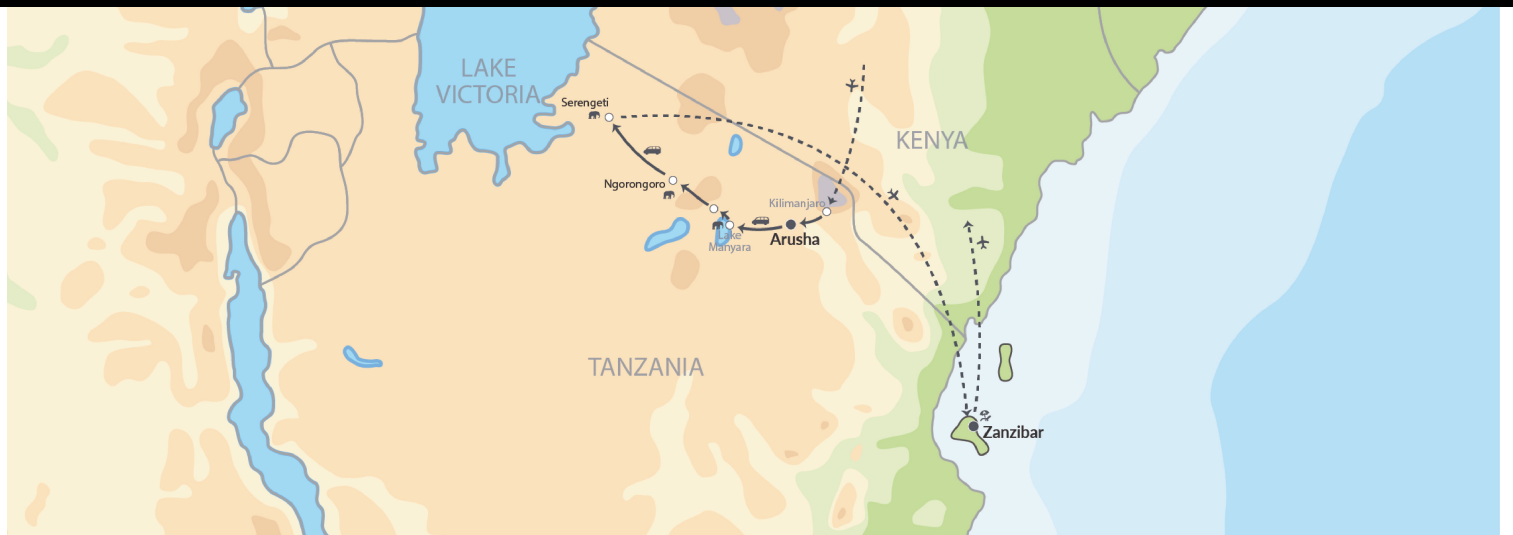 LAKE
VICTORIA
Serengeti
KENYA
Ngorongoro
Kilimanjaro
Arusha
Lake
Manyara
TANZANIA
Zanzibar